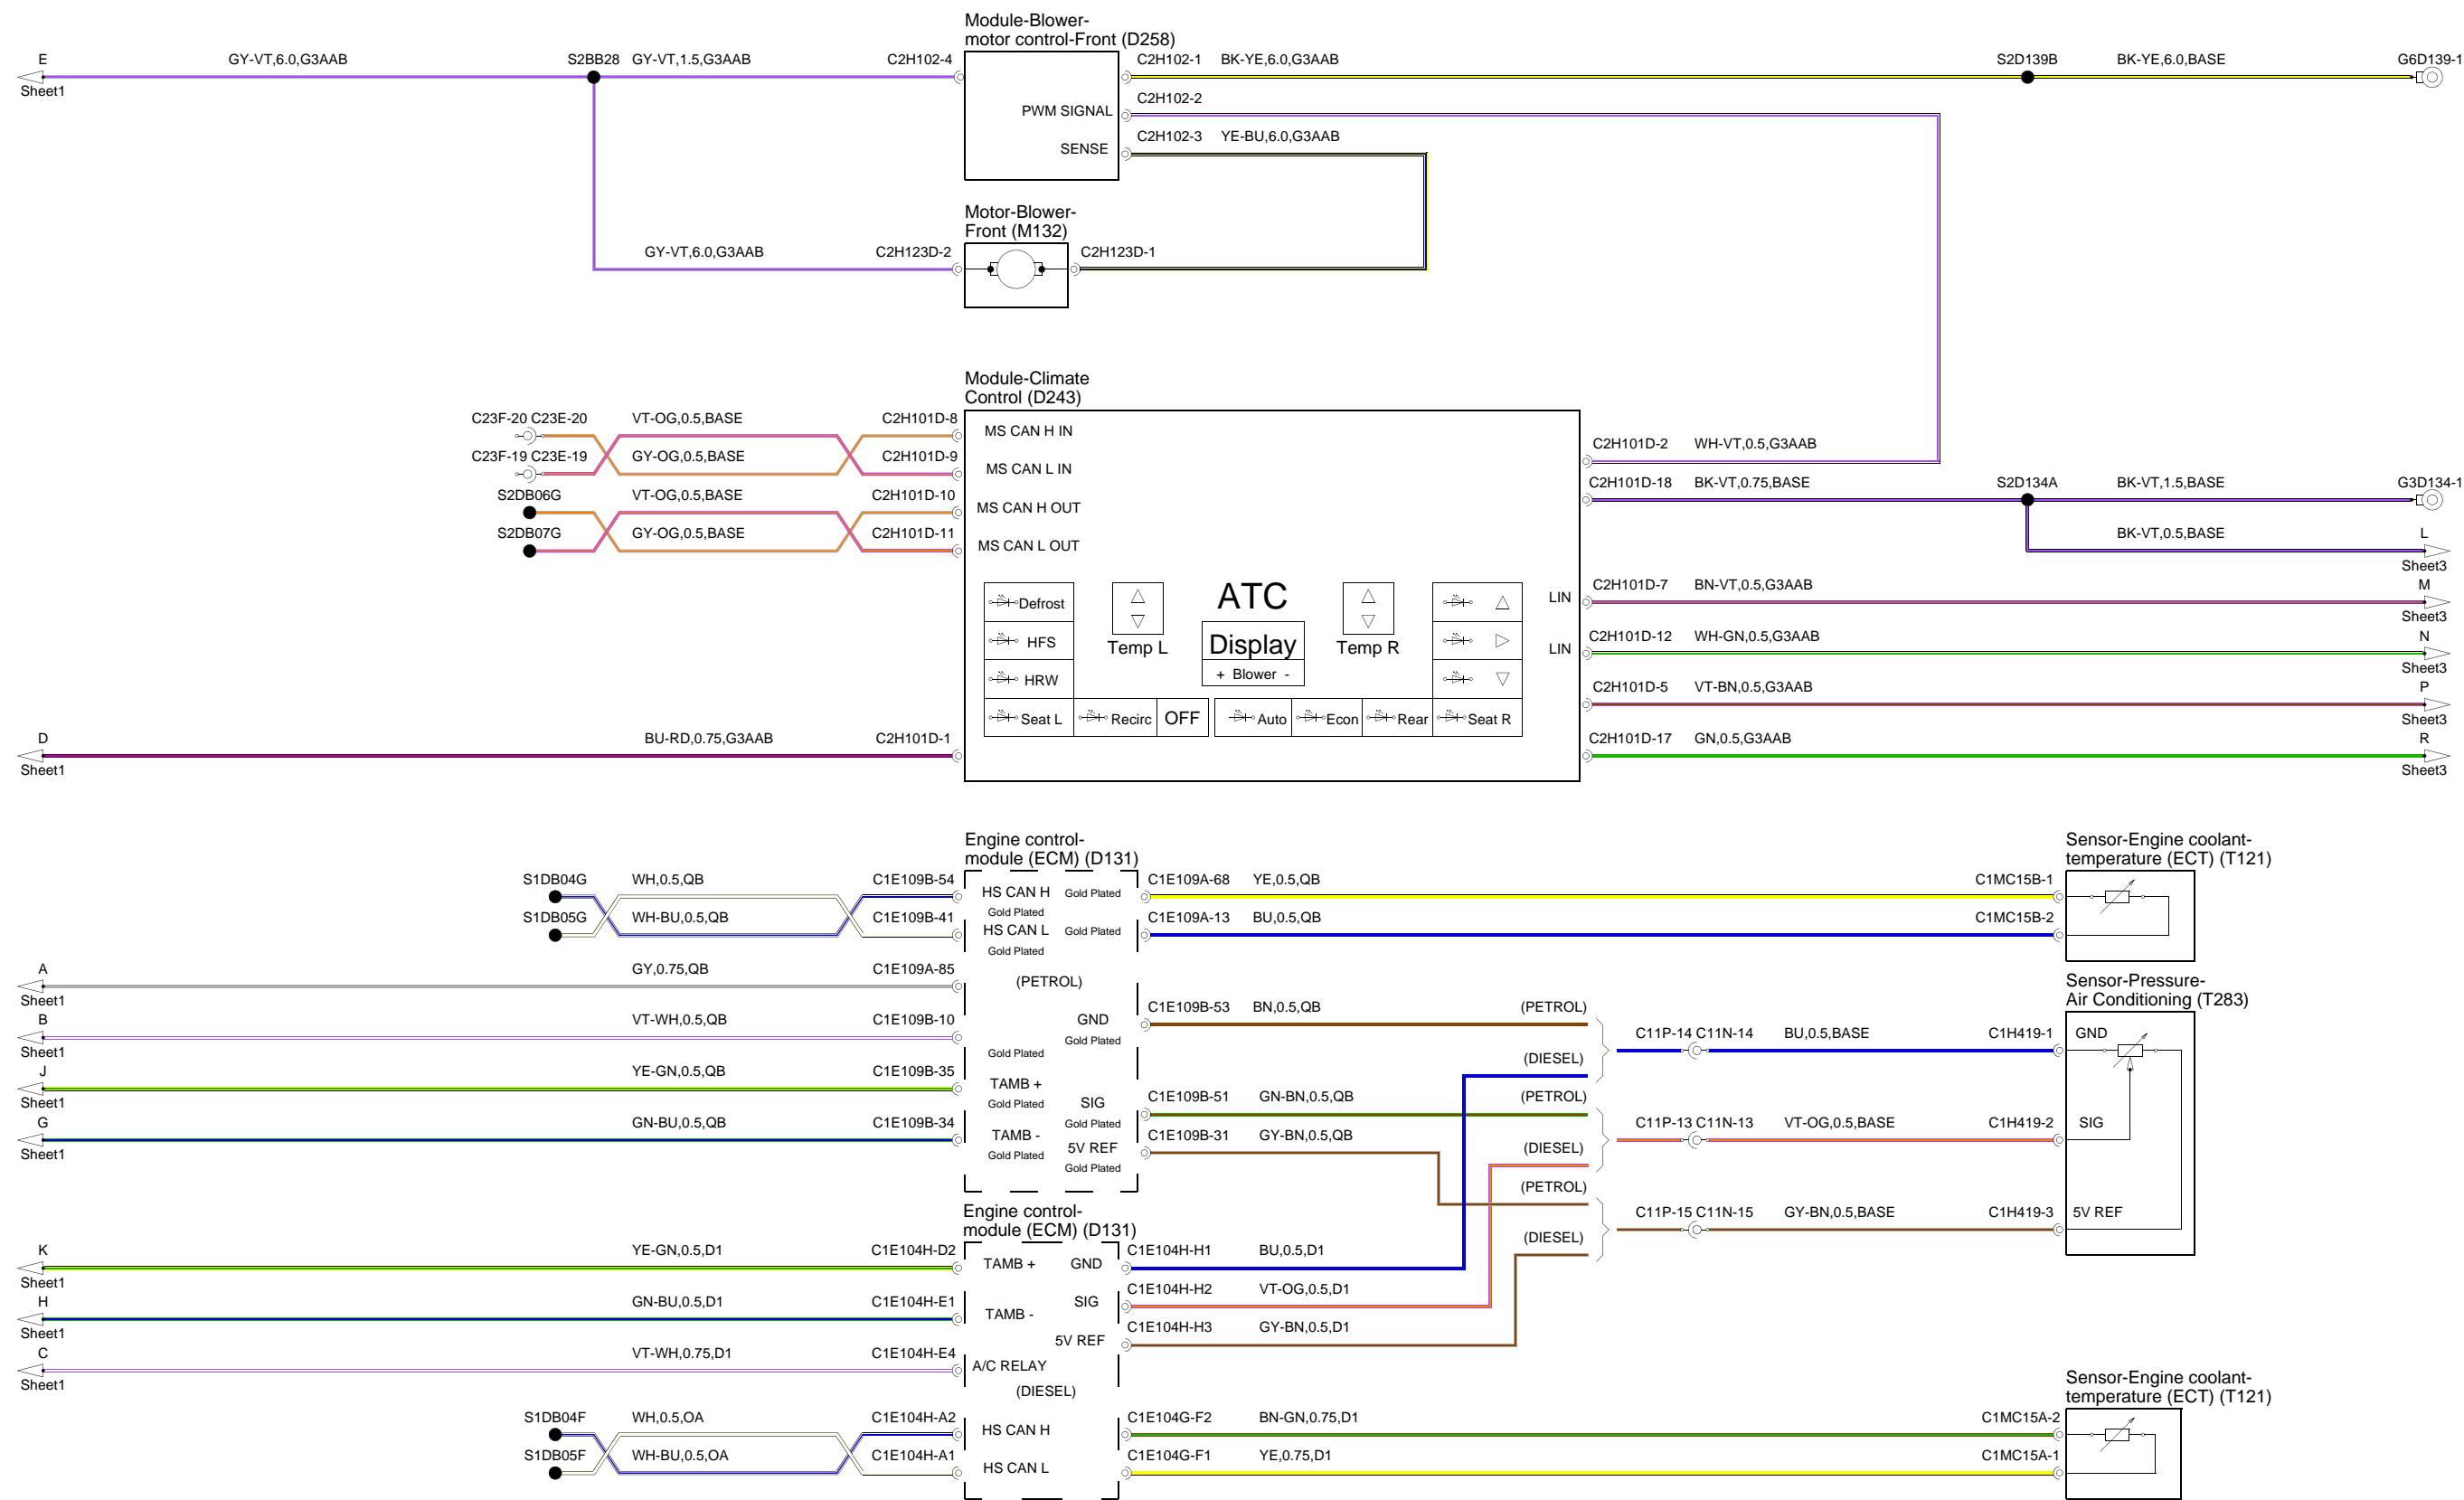 Module-Blower-
motor control-Front (D258)
E
GY-VT,6.0,G3AAB
S2BB28
GY-VT,1.5,G3AAB
C2H102-4
C2H102-1
BK-YE,6.0,G3AAB
S2D139B
BK-YE,6.0,BASE
G6D139-1
Sheet1
C2H102-2
PWM SIGNAL
C2H102-3
YE-BU,6.0,G3AAB
SENSE
Motor-Blower-
Front (M132)
GY-VT,6.0,G3AAB
C2H123D-2
C2H123D-1
Module-Climate
Control (D243)
C23F-20 C23E-20
VT-OG,0.5,BASE
C2H101D-8
MS CAN H IN
C2H101D-2
WH-VT,0.5,G3AAB
C23F-19 C23E-19
GY-OG,0.5,BASE
C2H101D-9
MS CAN L IN
C2H101D-18
BK-VT,0.75,BASE
S2D134A
BK-VT,1.5,BASE
G3D134-1
S2DB06G
VT-OG,0.5,BASE
C2H101D-10
MS CAN H OUT
S2DB07G
GY-OG,0.5,BASE
C2H101D-11
MS CAN L OUT
BK-VT,0.5,BASE
L
Sheet3
C2H101D-7
BN-VT,0.5,G3AAB
M
LIN
Sheet3
Defrost
ATC
HFS
Temp L
Display
Temp R
C2H101D-12
WH-GN,0.5,G3AAB
N
LIN
Sheet3
HRW
+ Blower -
C2H101D-5
VT-BN,0.5,G3AAB
P
Sheet3
Seat L
Recirc
OFF
Auto
Econ
Rear
Seat R
D
BU-RD,0.75,G3AAB
C2H101D-1
C2H101D-17
GN,0.5,G3AAB
R
Sheet1
Sheet3
Engine control-
module (ECM) (D131)
Sensor-Engine coolant-
temperature (ECT) (T121)
S1DB04G
WH,0.5,QB
C1E109B-54
HS CAN H
Gold Plated
Gold Plated
C1E109A-68
YE,0.5,QB
C1MC15B-1
S1DB05G
WH-BU,0.5,QB
C1E109B-41
HS CAN L
Gold Plated
Gold Plated
C1E109A-13
BU,0.5,QB
C1MC15B-2
A
GY,0.75,QB
C1E109A-85
(PETROL)
Sheet1
Sensor-Pressure-
Air Conditioning (T283)
B
VT-WH,0.5,QB
C1E109B-10
Gold Plated
Sheet1
GND
Gold Plated
C1E109B-53
BN,0.5,QB
(PETROL)
C11P-14 C11N-14
BU,0.5,BASE
C1H419-1
GND
(DIESEL)
J
YE-GN,0.5,QB
C1E109B-35
TAMB +
Gold Plated
Sheet1
SIG
Gold Plated
C1E109B-51
GN-BN,0.5,QB
(PETROL)
G
GN-BU,0.5,QB
C1E109B-34
TAMB -
Gold Plated
Sheet1
C11P-13 C11N-13
VT-OG,0.5,BASE
C1H419-2
SIG
5V REF
Gold Plated
C1E109B-31
GY-BN,0.5,QB
(DIESEL)
(PETROL)
C11P-15 C11N-15
GY-BN,0.5,BASE
C1H419-3
5V REF
(DIESEL)
Engine control-
module (ECM) (D131)
K
YE-GN,0.5,D1
C1E104H-D2
TAMB +
GND
C1E104H-H1
BU,0.5,D1
Sheet1
H
GN-BU,0.5,D1
C1E104H-E1
TAMB -
SIG
C1E104H-H2
VT-OG,0.5,D1
Sheet1
5V REF
C1E104H-H3
GY-BN,0.5,D1
C
VT-WH,0.75,D1
C1E104H-E4
A/C RELAY
Sheet1
(DIESEL)
Sensor-Engine coolant-
temperature (ECT) (T121)
S1DB04F
WH,0.5,OA
C1E104H-A2
HS CAN H
C1E104G-F2
BN-GN,0.75,D1
C1MC15A-2
S1DB05F
WH-BU,0.5,OA
C1E104H-A1
HS CAN L
C1E104G-F1
YE,0.75,D1
C1MC15A-1